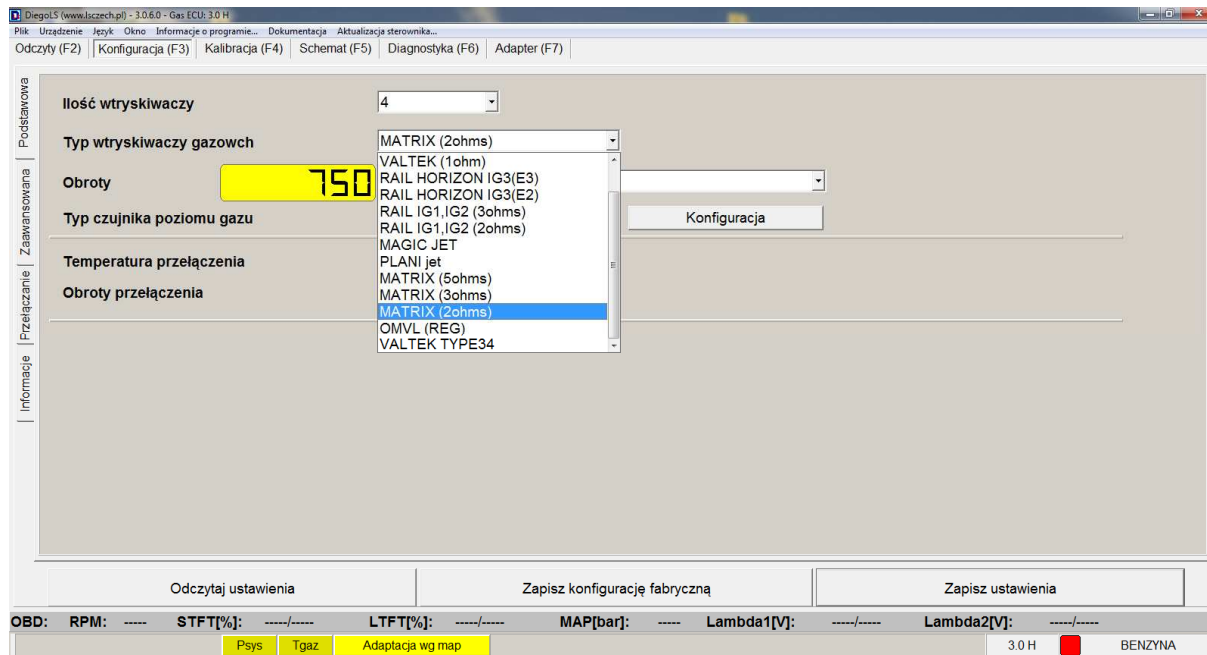 DiegoLS (www.lsczech.pl) - 3.0.6.0 - Gas ECU: 3.0 H
Plik Urządzenie Język Okno Informacje o programie... Dokumentacja Aktualizacja sterownika...
Odczyty (F2) Konfiguracja (F3) Kalibracja (F4) Schemat (F5) Diagnostyka (F6) Adapter (F7)
Podstawowa
Zaawansowana
Przełączanie
Informacje
Ilość wtryskiwaczy 4
Typ wtryskiwaczy gazowch MATRIX (2ohms)
VALTEK (1ohm)
RAIL HORIZON IG3(E3)
RAIL HORIZON IG3(E2)
RAIL IG1,IG2 (3ohms)
RAIL IG1,IG2 (2ohms)
MAGIC JET
PLANI jet
MATRIX (5ohms)
MATRIX (3ohms)
MATRIX (2ohms)
OMVL (REG)
VALTEK TYPE34
Obroty 750
Typ czujnika poziomu gazu Konfiguracja
Temperatura przełączenia
Obroty przełączenia
Odczytaj ustawienia Zapisz konfigurację fabryczną Zapisz ustawienia
OBD: RPM: ----- STFT[%]: -----/----- LTFT[%]: -----/----- MAP[bar]: ----- Lambda1[V]: -----/----- Lambda2[V]: -----/-----
Psys Tgaz Adaptacja wg map 3.0 H BENZYNA